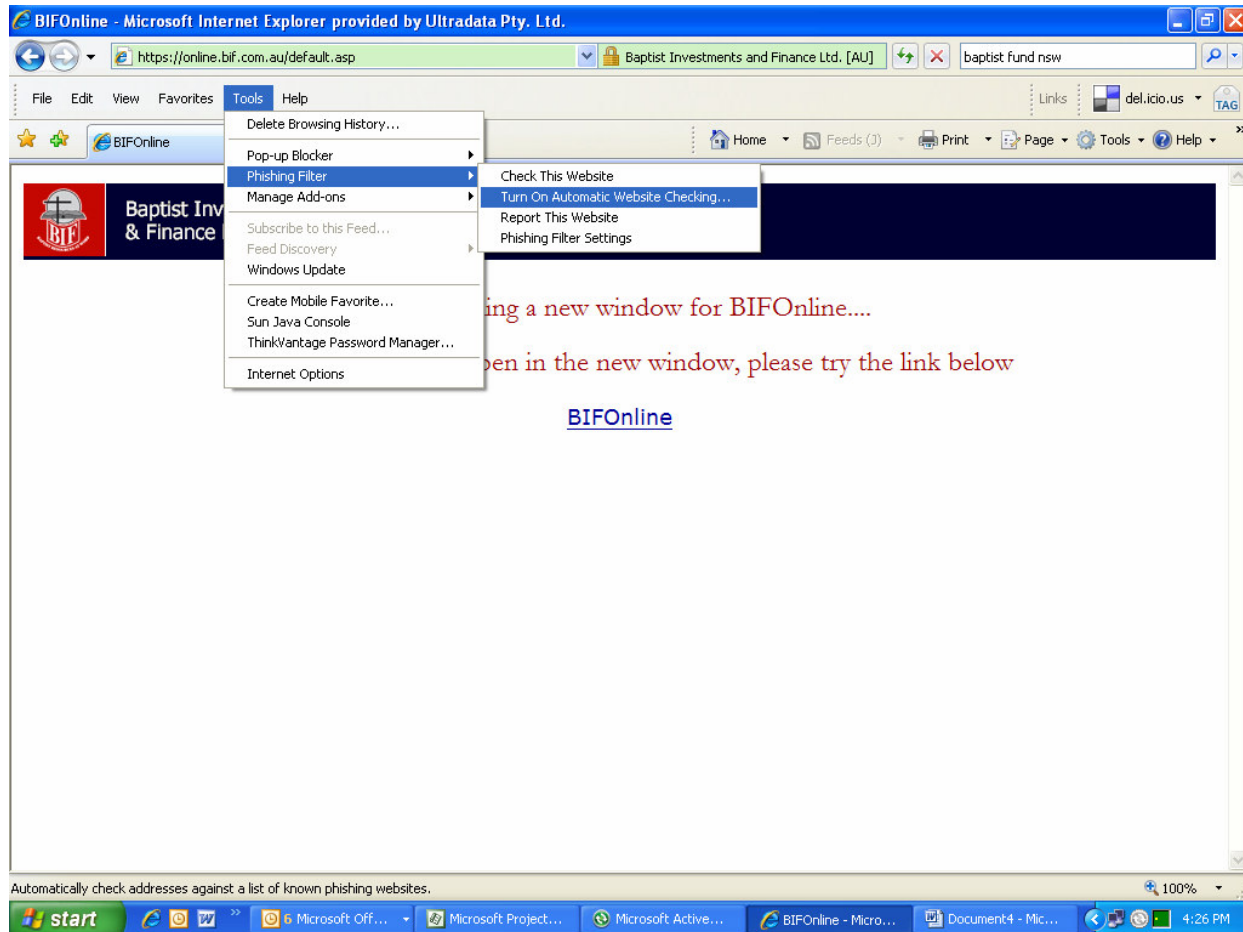 BIFOnline - Microsoft Internet Explorer provided by Ultradata Pty. Ltd.
https://online.bif.com.au/default.asp
Baptist Investments and Finance Ltd. [AU]
baptist fund nsw
File Edit View Favorites Tools Help
Links
del.icio.us
TAG
BIFOnline
Home
Feeds (J)
Print
Page
Tools
Help
»
Delete Browsing History...
Pop-up Blocker
Phishing Filter
Manage Add-ons
Subscribe to this Feed...
Feed Discovery
Windows Update
Create Mobile Favorite...
Sun Java Console
ThinkVantage Password Manager...
Internet Options
Check This Website
Turn On Automatic Website Checking...
Report This Website
Phishing Filter Settings
BIF
Baptist Inv
& Finance
ing a new window for BIFOnline....
pen in the new window, please try the link below
BIFOnline
Automatically check addresses against a list of known phishing websites.
100%
start
»
6 Microsoft Off...
Microsoft Project...
Microsoft Active...
BIFOnline - Micro...
Document4 - Mic...
4:26 PM